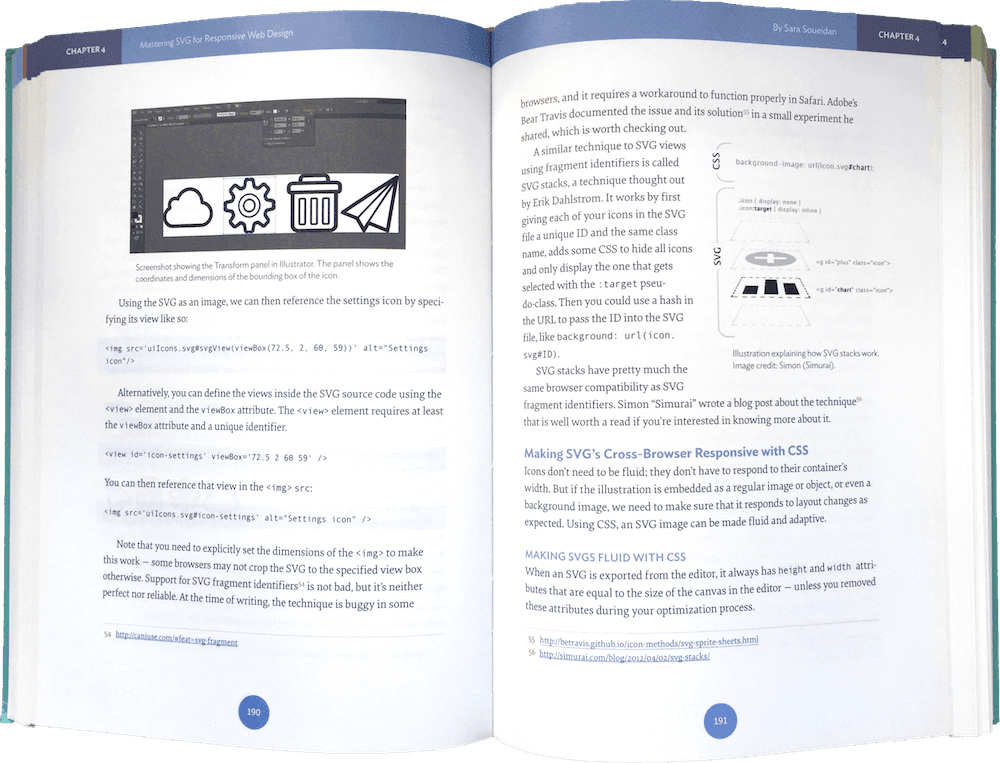 CHAPTER 4
Mastering SVG for Responsive Web Design
Screenshot showing the Transform panel in Illustrator. The panel shows the
coordinates and dimensions of the bounding box of the icon.
Using the SVG as an image, we can then reference the settings icon by speci-
fying its view like so:
<img src='uiIcons.svg#svgView(viewBox(72.5, 2, 60, 59))' alt="Settings
icon"/>
Alternatively, you can define the views inside the SVG source code using the
<view> element and the viewBox attribute. The <view> element requires at least
the viewBox attribute and a unique identifier.
<view id='icon-settings' viewBox='72.5 2 60 59' />
You can then reference that view in the <img> src:
<img src='uiIcons.svg#icon-settings' alt="Settings icon" />
Note that you need to explicitly set the dimensions of the <img> to make
this work — some browsers may not crop the SVG to the specified view box
otherwise. Support for SVG fragment identifiers54 is not bad, but it's neither
perfect nor reliable. At the time of writing, the technique is buggy in some
54 http://caniuse.com/#feat=svg-fragment
190
By Sara Soueidan
CHAPTER 4
4
browsers, and it requires a workaround to function properly in Safari. Adobe's
Bear Travis documented the issue and its solution55 in a small experiment he
shared, which is worth checking out.
A similar technique to SVG views
using fragment identifiers is called
SVG stacks, a technique thought out
by Erik Dahlstrom. It works by first
giving each of your icons in the SVG
file a unique ID and the same class
name, adds some CSS to hide all icons
and only display the one that gets
selected with the :target pseu-
do-class. Then you could use a hash in
the URL to pass the ID into the SVG
file, like background: url(icon.
svg#ID).
CSS
background-image: url(icon.svg#chart);
SVG
.icon { display: none }
.icon:target { display: inline }
<g id="plus" class="icon">
<g id="chart" class="icon">
Illustration explaining how SVG stacks work.
Image credit: Simon (Simurai).
SVG stacks have pretty much the
same browser compatibility as SVG
fragment identifiers. Simon “Simurai” wrote a blog post about the technique56
that is well worth a read if you're interested in knowing more about it.
Making SVG's Cross-Browser Responsive with CSS
Icons don't need to be fluid; they don't have to respond to their container's
width. But if the illustration is embedded as a regular image or object, or even a
background image, we need to make sure that it responds to layout changes as
expected. Using CSS, an SVG image can be made fluid and adaptive.
MAKING SVGS FLUID WITH CSS
When an SVG is exported from the editor, it always has height and width attri-
butes that are equal to the size of the canvas in the editor — unless you removed
these attributes during your optimization process.
55 http://betravis.github.io/icon-methods/svg-sprite-sheets.html
56 http://simurai.com/blog/2012/04/02/svg-stacks/
191